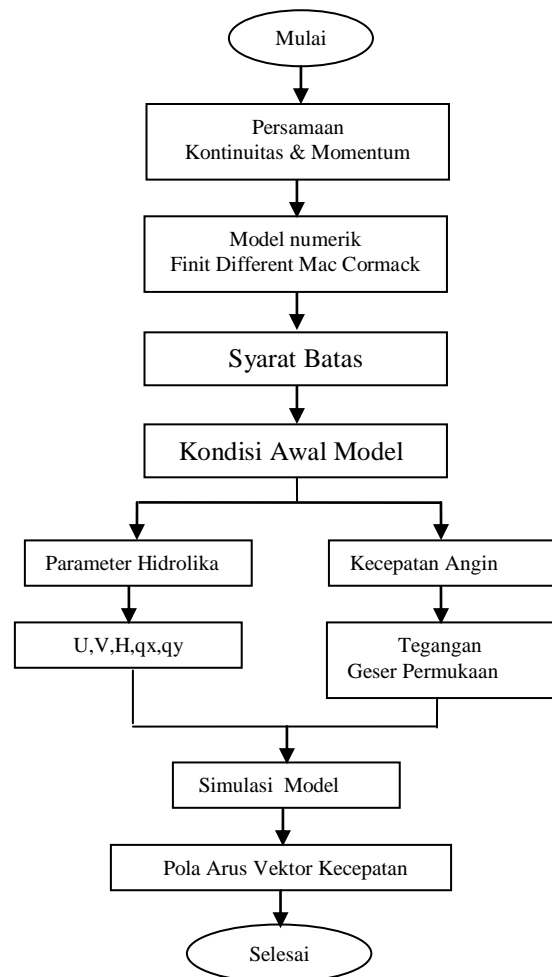 Mulai
Persamaan
Kontinuitas & Momentum
Model numerik
Finit Different Mac Cormack
Syarat Batas
Kondisi Awal Model
Parameter Hidrolika
Kecepatan Angin
U,V,H,qx,qy
Tegangan
Geser Permukaan
Simulasi Model
Pola Arus Vektor Kecepatan
Selesai